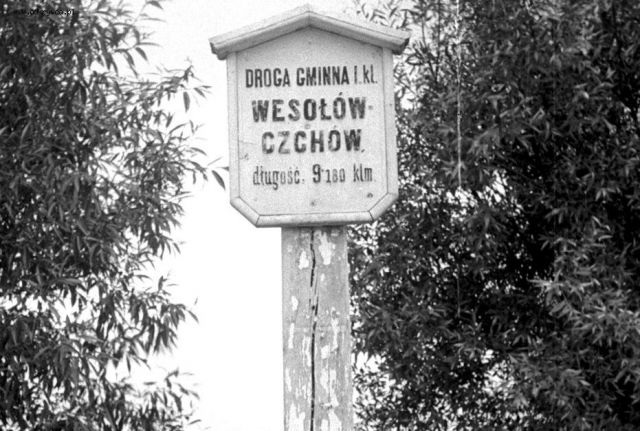 DROGA GMINNA I. kl.
WESOŁÓW-
CZCHÓW.
długość. 9·180 klm